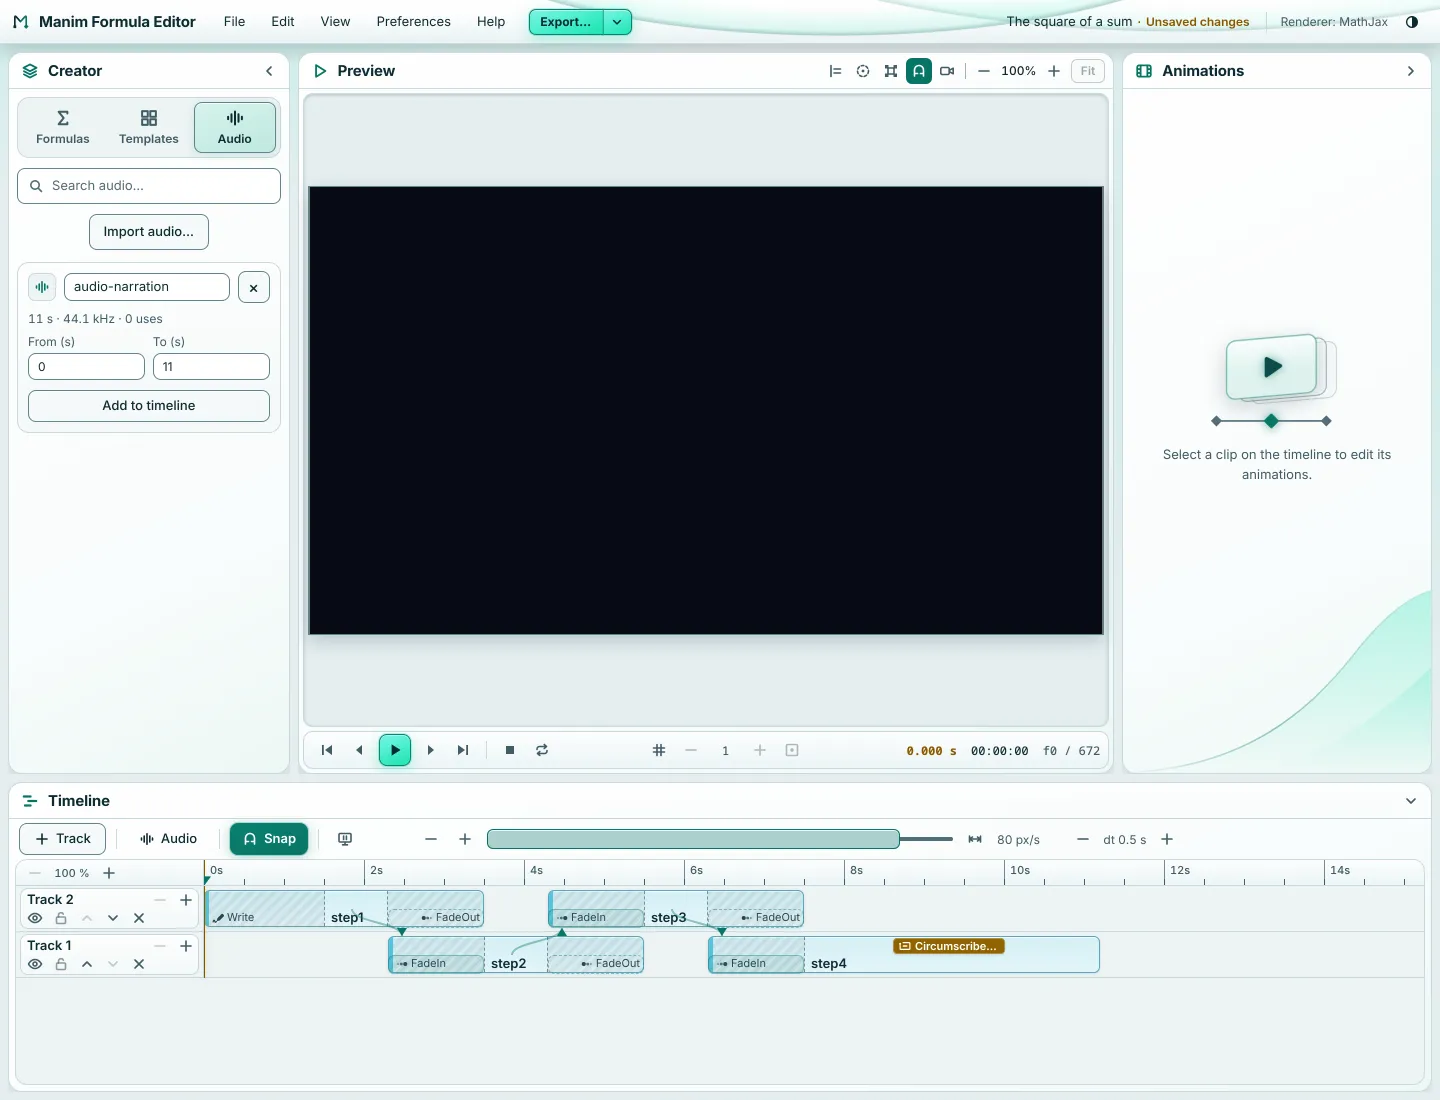 Manim Formula Editor File Edit View Preferences Help Export... The square of a sum · Unsaved changes Renderer: MathJax
Creator
Formulas Templates Audio
Search audio...
Import audio...
audio-narration
11 s · 44.1 kHz · 0 uses
From (s) To (s)
0 11
Add to timeline
Preview
100% Fit
1 0.000 s 00:00:00 f0 / 672
Animations
Select a clip on the timeline to edit its
animations.
Timeline
Track Audio Snap 80 px/s dt 0.5 s
100 % 0s 2s 4s 6s 8s 10s 12s 14s
Track 2
Write step1 FadeOut FadeIn step3 FadeOut
Track 1
FadeIn step2 FadeOut FadeIn step4 Circumscribe...